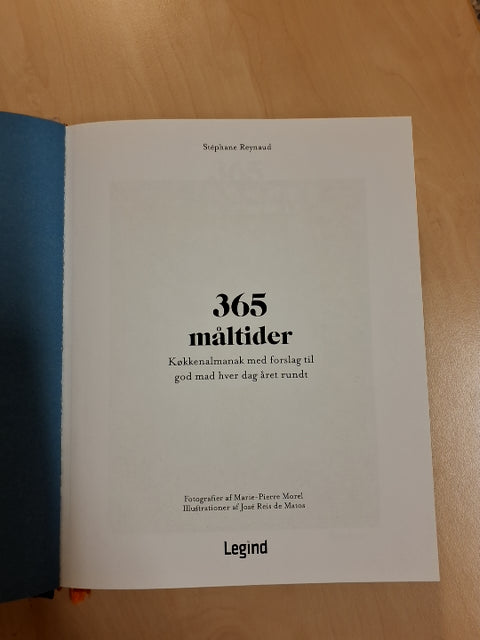 Stéphane Reynaud
365
måltider
Køkkenalmanak med forslag til
god mad hver dag året rundt
Fotografier af Marie-Pierre Morel
Illustrationer af José Reis de Matos
Legind